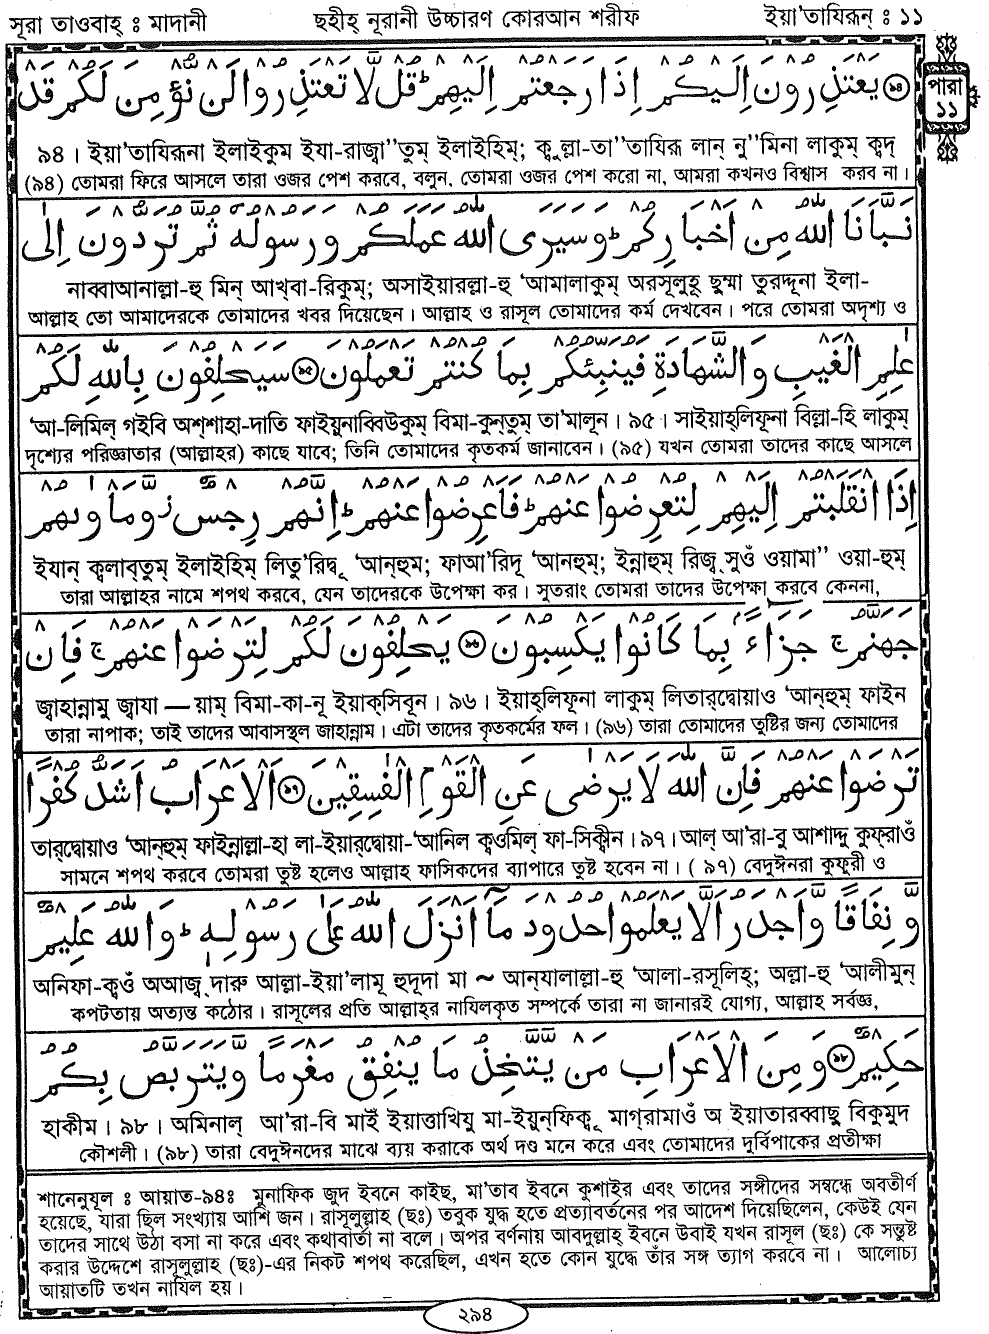 সূরা তাওবাহ্ : মাদানী
ছহীহ্ নূরানী উচ্চারণ কোরআন শরীফ
ইয়া'তাযিরূন্ : ১১
পারা
১১
يَعْتَذِرُونَ اِلَيْكُمْ اِذَا رَجَعْتُمْ اِلَيْهِمْ ؕ قُلْ لَّا تَعْتَذِرُوْا لَنْ نُّؤْمِنَ لَكُمْ قَدْ
৯৪। ইয়া'তাযিরূনা ইলাইকুম ইযা-রাজ্বা''তুম্ ইলাইহিম্; ক্বুল্লা-তা''তাযিরূ লান্ নু''মিনা লাকুম্ ক্বদ্
(৯৪) তোমরা ফিরে আসলে তারা ওজর পেশ করবে, বলুন, তোমরা ওজর পেশ করো না, আমরা কখনও বিশ্বাস করব না।
نَبَّاَنَا اللّٰهُ مِنْ اَخْبَارِكُمْ ؕ وَسَيَرَى اللّٰهُ عَمَلَكُمْ وَرَسُوْلُهٗ ثُمَّ تُرَدُّوْنَ اِلٰى
নাব্বাআনাল্লা-হু মিন্ আখ্বা-রিকুম্; অসাইয়ারল্লা-হু 'আমালাকুম্ অরসূলুহূ ছুম্মা তুরদ্দূনা ইলা-
আল্লাহ তো আমাদেরকে তোমাদের খবর দিয়েছেন। আল্লাহ ও রাসূল তোমাদের কর্ম দেখবেন। পরে তোমরা অদৃশ্য ও
عٰلِمِ الْغَيْبِ وَالشَّهَادَةِ فَيُنَبِّئُكُمْ بِمَا كُنْتُمْ تَعْمَلُوْنَ ﴿۹۵﴾ سَيَحْلِفُوْنَ بِاللّٰهِ لَكُمْ
'আ-লিমিল্ গইবি অশ্শাহা-দাতি ফাইয়ুনাব্বিউকুম্ বিমা-কুন্তুম্ তা'মালূন। ৯৫। সাইয়াহ্লিফূনা বিল্লা-হি লাকুম্
দৃশ্যের পরিজ্ঞাতার (আল্লাহর) কাছে যাবে; তিনি তোমাদের কৃতকর্ম জানাবেন। (৯৫) যখন তোমরা তাদের কাছে আসলে
اِذَا انْقَلَبْتُمْ اِلَيْهِمْ لِتُعْرِضُوْا عَنْهُمْ ؕ فَاَعْرِضُوْا عَنْهُمْ ؕ اِنَّهُمْ رِجْسٌ ز وَّمَاْوٰىهُمْ
ইযান্ ক্বলাব্তুম্ ইলাইহিম্ লিতু'রিদ্বূ 'আন্হুম; ফাআ'রিদূ 'আনহুম্; ইন্নাহুম্ রিজ্ব্ সুওঁ ওয়ামা'' ওয়া-হুম্
তারা আল্লাহর নামে শপথ করবে, যেন তাদেরকে উপেক্ষা কর। সুতরাং তোমরা তাদের উপেক্ষা করবে কেননা,
جَهَنَّمُ ج جَزَآءًۢ بِمَا كَانُوْا يَكْسِبُوْنَ ﴿۹۶﴾ يَحْلِفُوْنَ لَكُمْ لِتَرْضَوْا عَنْهُمْ ج فَاِنْ
জ্বাহান্নামু জ্বাযা — য়াম্ বিমা-কা-নূ ইয়াক্সিবূন। ৯৬। ইয়াহ্লিফূনা লাকুম্ লিতার্দ্বোয়াও 'আন্হুম্ ফাইন
তারা নাপাক; তাই তাদের আবাসস্থল জাহান্নাম। এটা তাদের কৃতকর্মের ফল। (৯৬) তারা তোমাদের তুষ্টির জন্য তোমাদের
تَرْضَوْا عَنْهُمْ فَاِنَّ اللّٰهَ لَا يَرْضٰى عَنِ الْقَوْمِ الْفٰسِقِيْنَ ﴿۹۷﴾ اَلْاَعْرَابُ اَشَدُّ كُفْرًا
তার্দ্বোয়াও 'আন্হুম্ ফাইন্নাল্লা-হা লা-ইয়ার্দ্বোয়া-'আনিল ক্বওমিল্ ফা-সিক্বীন। ৯৭। আল্ আ'রা-বু আশাদ্দু কুফ্রাওঁ
সামনে শপথ করবে তোমরা তুষ্ট হলেও আল্লাহ ফাসিকদের ব্যাপারে তুষ্ট হবেন না। ( ৯৭) বেদুঈনরা কুফূরী ও
وَّنِفَاقًا وَّاَجْدَرُ اَلَّا يَعْلَمُوْا حُدُوْدَ مَاۤ اَنْزَلَ اللّٰهُ عَلٰى رَسُوْلِهٖ ؕ وَاللّٰهُ عَلِيْمٌ
অনিফা-ক্বওঁ অআজ্ব্ দারু আল্লা-ইয়া'লামূ হুদূদা মা ~ আন্যালাল্লা-হু 'আলা-রসূলিহ্; অল্লা-হু 'আলীমুন্
কপটতায় অত্যন্ত কঠোর। রাসূলের প্রতি আল্লাহ্র নাযিলকৃত সম্পর্কে তারা না জানারই যোগ্য, আল্লাহ সর্বজ্ঞ,
حَكِيْمٌ ﴿۹۸﴾ وَمِنَ الْاَعْرَابِ مَنْ يَّتَّخِذُ مَا يُنْفِقُ مَغْرَمًا وَّيَتَرَبَّصُ بِكُمُ
হাকীম। ৯৮। অমিনাল্ আ'রা-বি মাইঁ ইয়াত্তাখিযু মা-ইয়ুন্ফিক্বু মাগ্রামাওঁ অ ইয়াতারব্বাছু বিকুমুদ
কৌশলী। (৯৮) তারা বেদুঈনদের মাঝে ব্যয় করাকে অর্থ দণ্ড মনে করে এবং তোমাদের দুর্বিপাকের প্রতীক্ষা
শানেনুযূল : আয়াত-৯৪ঃ মুনাফিক জুদ ইবনে কাইছ, মা'তাব ইবনে কুশাইর এবং তাদের সঙ্গীদের সম্বন্ধে অবতীর্ণ
হয়েছে, যারা ছিল সংখ্যায় আশি জন। রাসূলুল্লাহ (ছঃ) তবুক যুদ্ধ হতে প্রত্যাবর্তনের পর আদেশ দিয়েছিলেন, কেউই যেন
তাদের সাথে উঠা বসা না করে এবং কথাবার্তা না বলে। অপর বর্ণনায় আবদুল্লাহ্ ইবনে উবাই যখন রাসূল (ছঃ) কে সন্তুষ্ট
করার উদ্দেশে রাসূলুল্লাহ (ছঃ)-এর নিকট শপথ করেছিল, এখন হতে কোন যুদ্ধে তাঁর সঙ্গ ত্যাগ করবে না। আলোচ্য
আয়াতটি তখন নাযিল হয়।
২৯৪